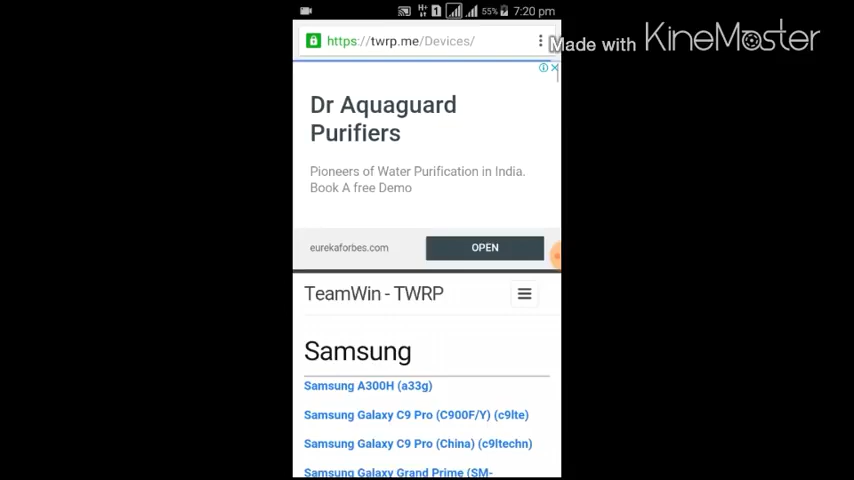 H+ 1 55% 7:20 pm
https://twrp.me/Devices/
Made with KineMaster
Dr Aquaguard
Purifiers
Pioneers of Water Purification in India.
Book A free Demo
eurekaforbes.com
OPEN
TeamWin - TWRP
Samsung
Samsung A300H (a33g)
Samsung Galaxy C9 Pro (C900F/Y) (c9lte)
Samsung Galaxy C9 Pro (China) (c9ltechn)
Samsung Galaxy Grand Prime (SM-